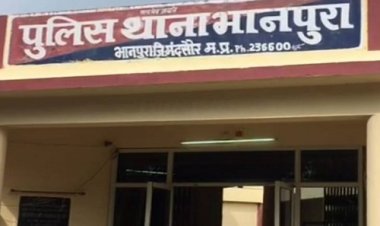 पुलिस थाना भानपुरा
भानपुरा जि. मंदसौर म.प्र. Ph. 236600